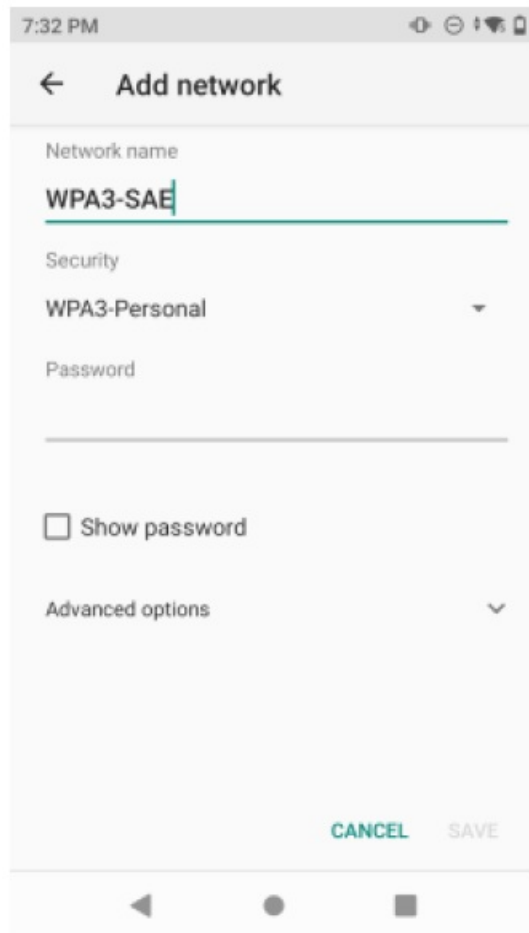 7:32 PM
Add network
Network name
WPA3-SAE
Security
WPA3-Personal
Password
Show password
Advanced options
CANCEL SAVE